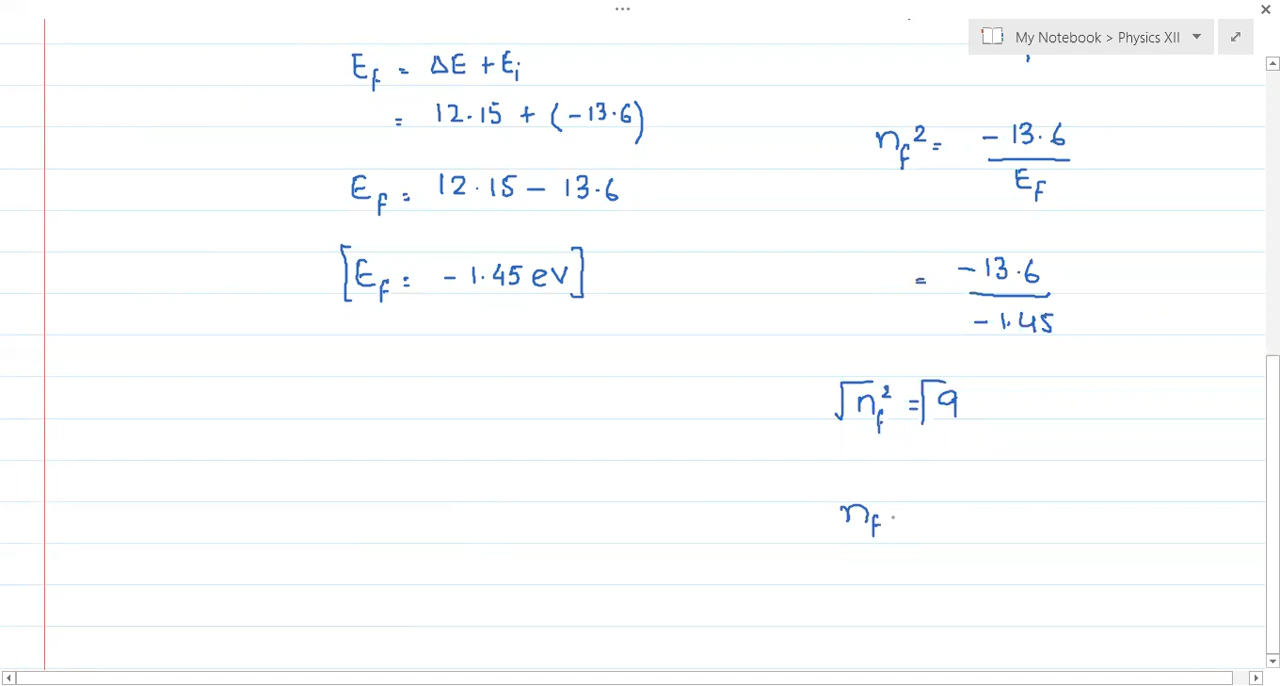 My Notebook > Physics XII
E_f = ΔE + E_i
= 12.15 + (-13.6)
E_f = 12.15 - 13.6
[E_f = -1.45 eV]
n_f² = -13.6 / E_f
= -13.6 / -1.45
√n_f² = √9
n_f